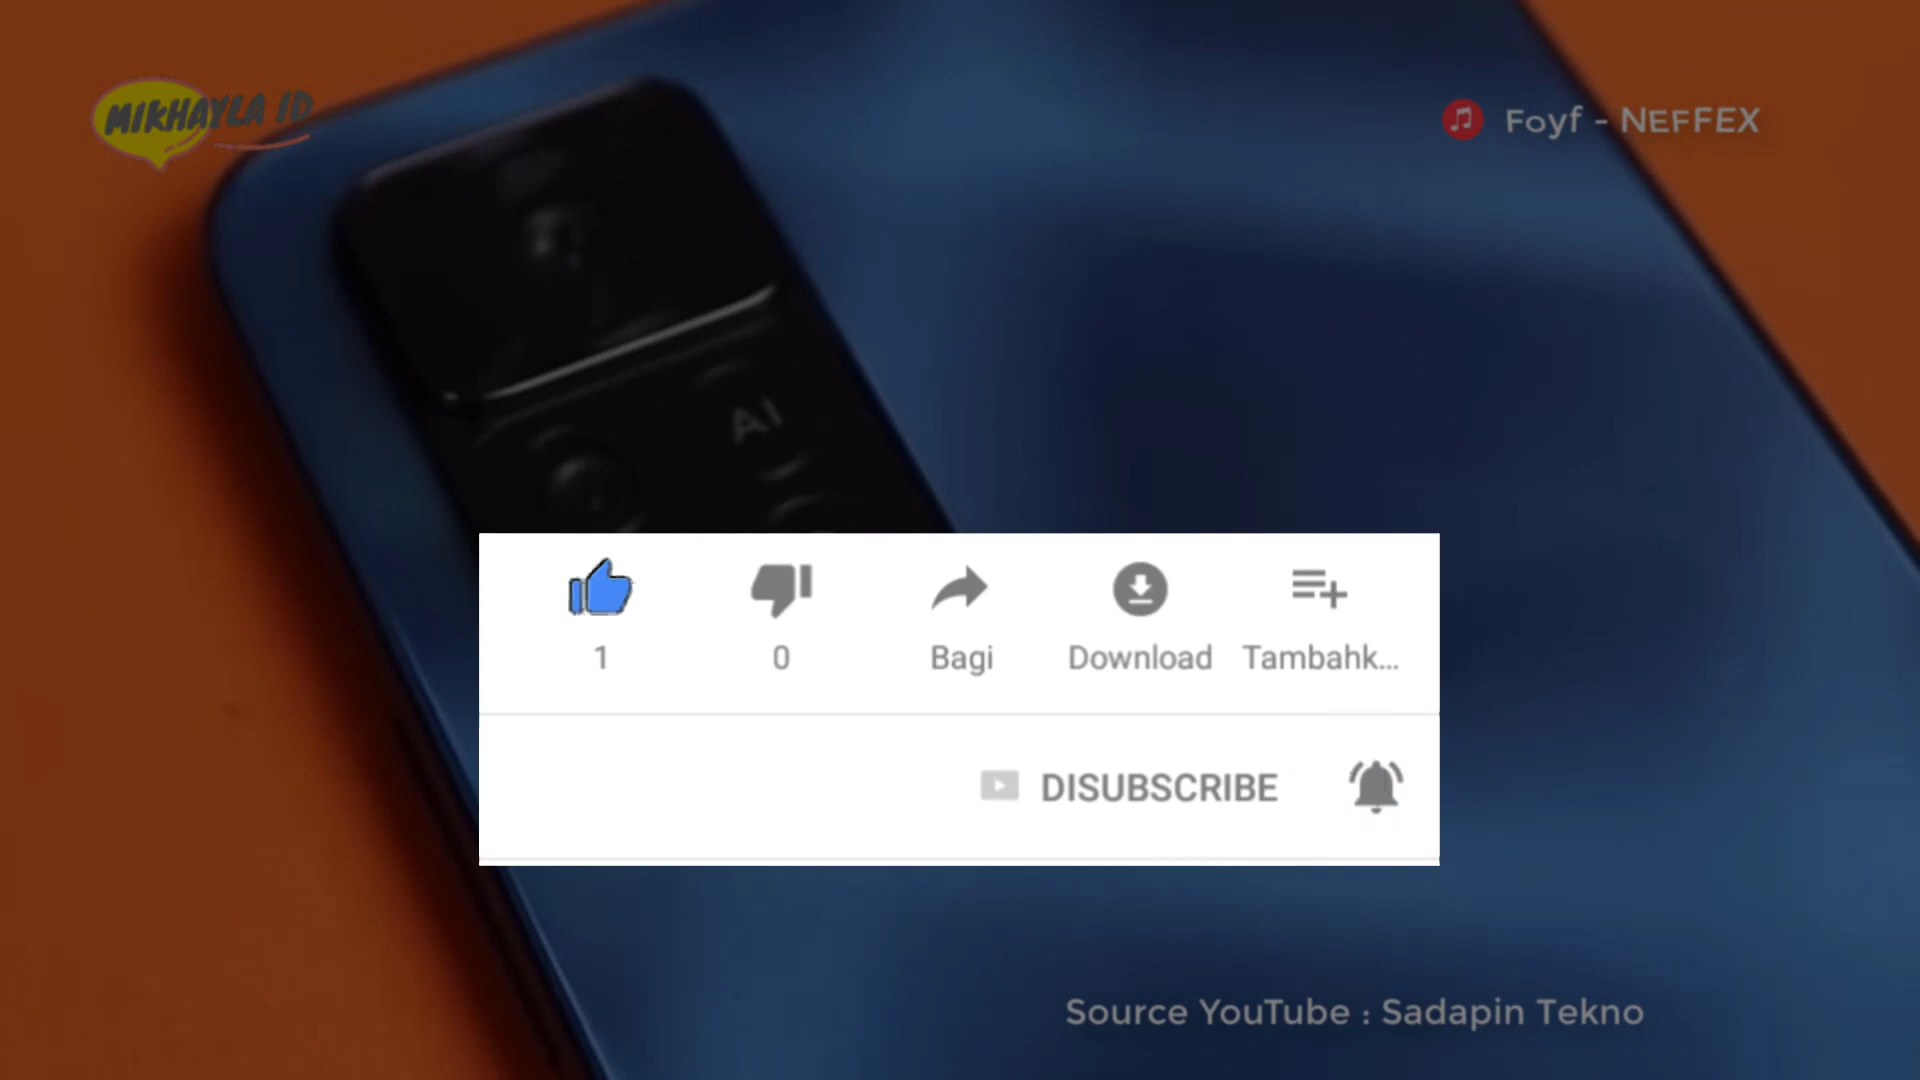 MIKHAYLA ID
Foyf - NEFFEX
AI
1
0
Bagi
Download
Tambahk...
DISUBSCRIBE
Source YouTube : Sadapin Tekno